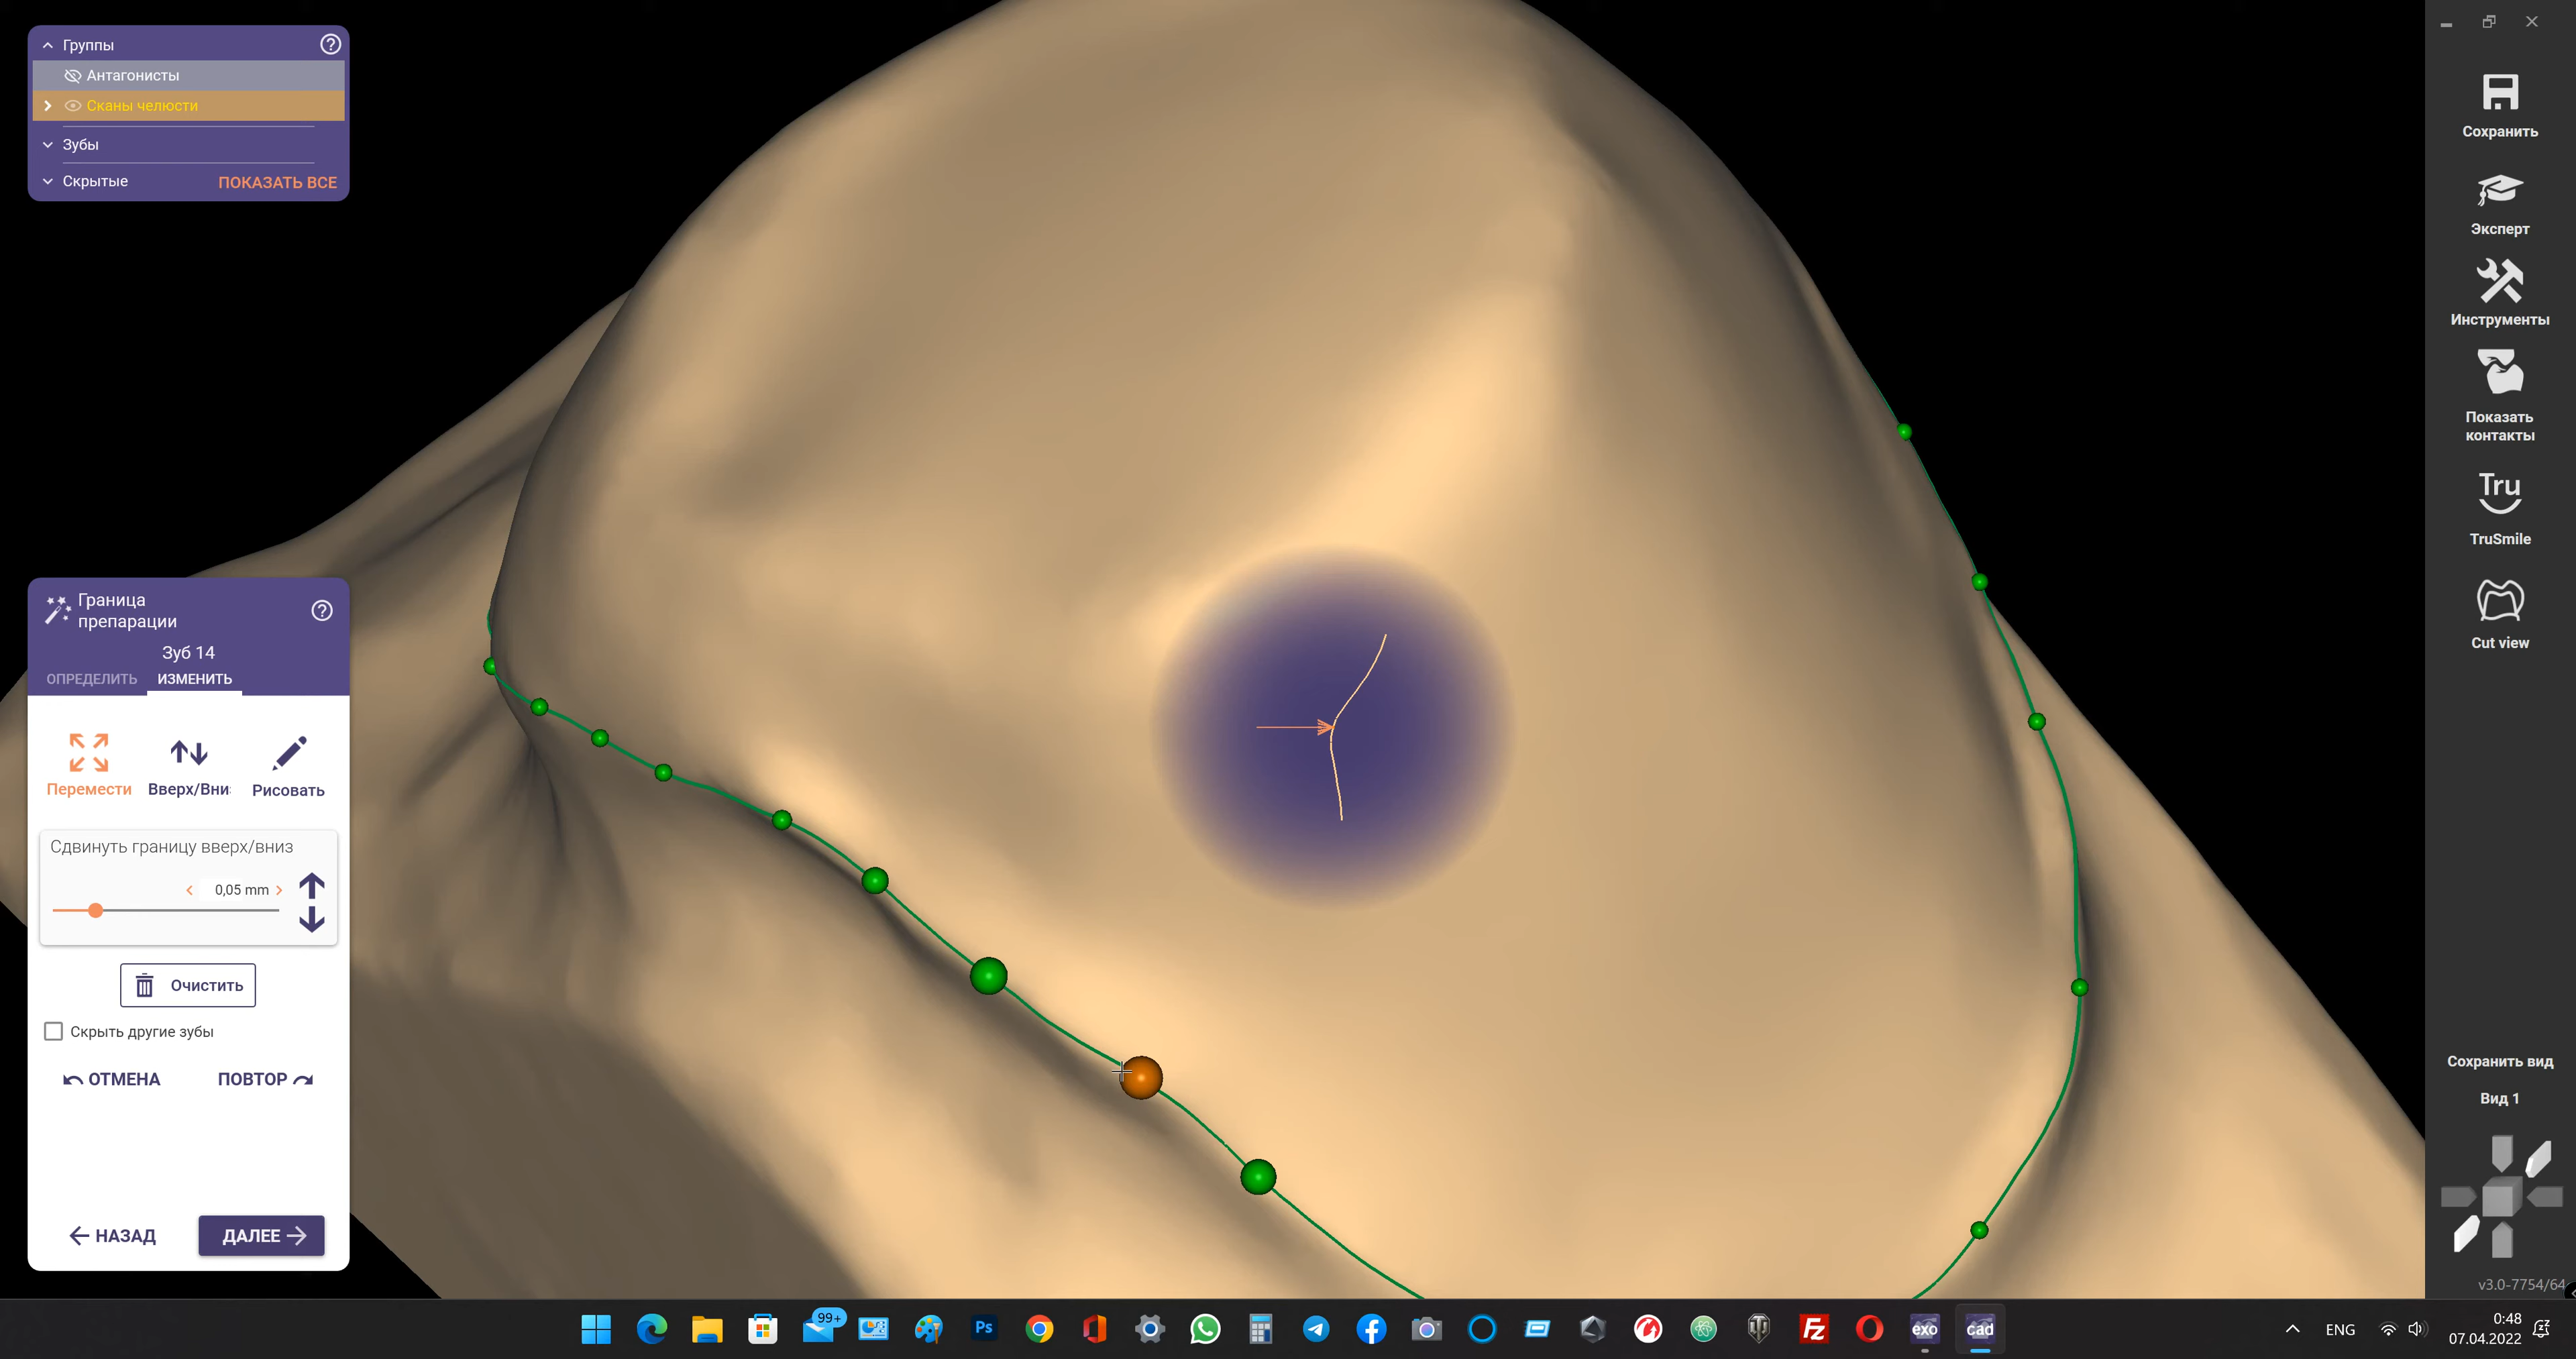 Группы
Антагонисты
Сканы челюсти
Зубы
Скрытые
ПОКАЗАТЬ ВСЕ
Граница
препарации
Зуб 14
ОПРЕДЕЛИТЬ
ИЗМЕНИТЬ
Перемести
Вверх/Вни
Рисовать
Сдвинуть границу вверх/вниз
0,05 mm
Очистить
Скрыть другие зубы
ОТМЕНА
ПОВТОР
НАЗАД
ДАЛЕЕ
Сохранить
Эксперт
Инструменты
Показать
контакты
Tru
TruSmile
Cut view
Сохранить вид
Вид 1
v3.0-7754/64
99+
Ps
Fz
exo
cad
ENG
0:48
07.04.2022